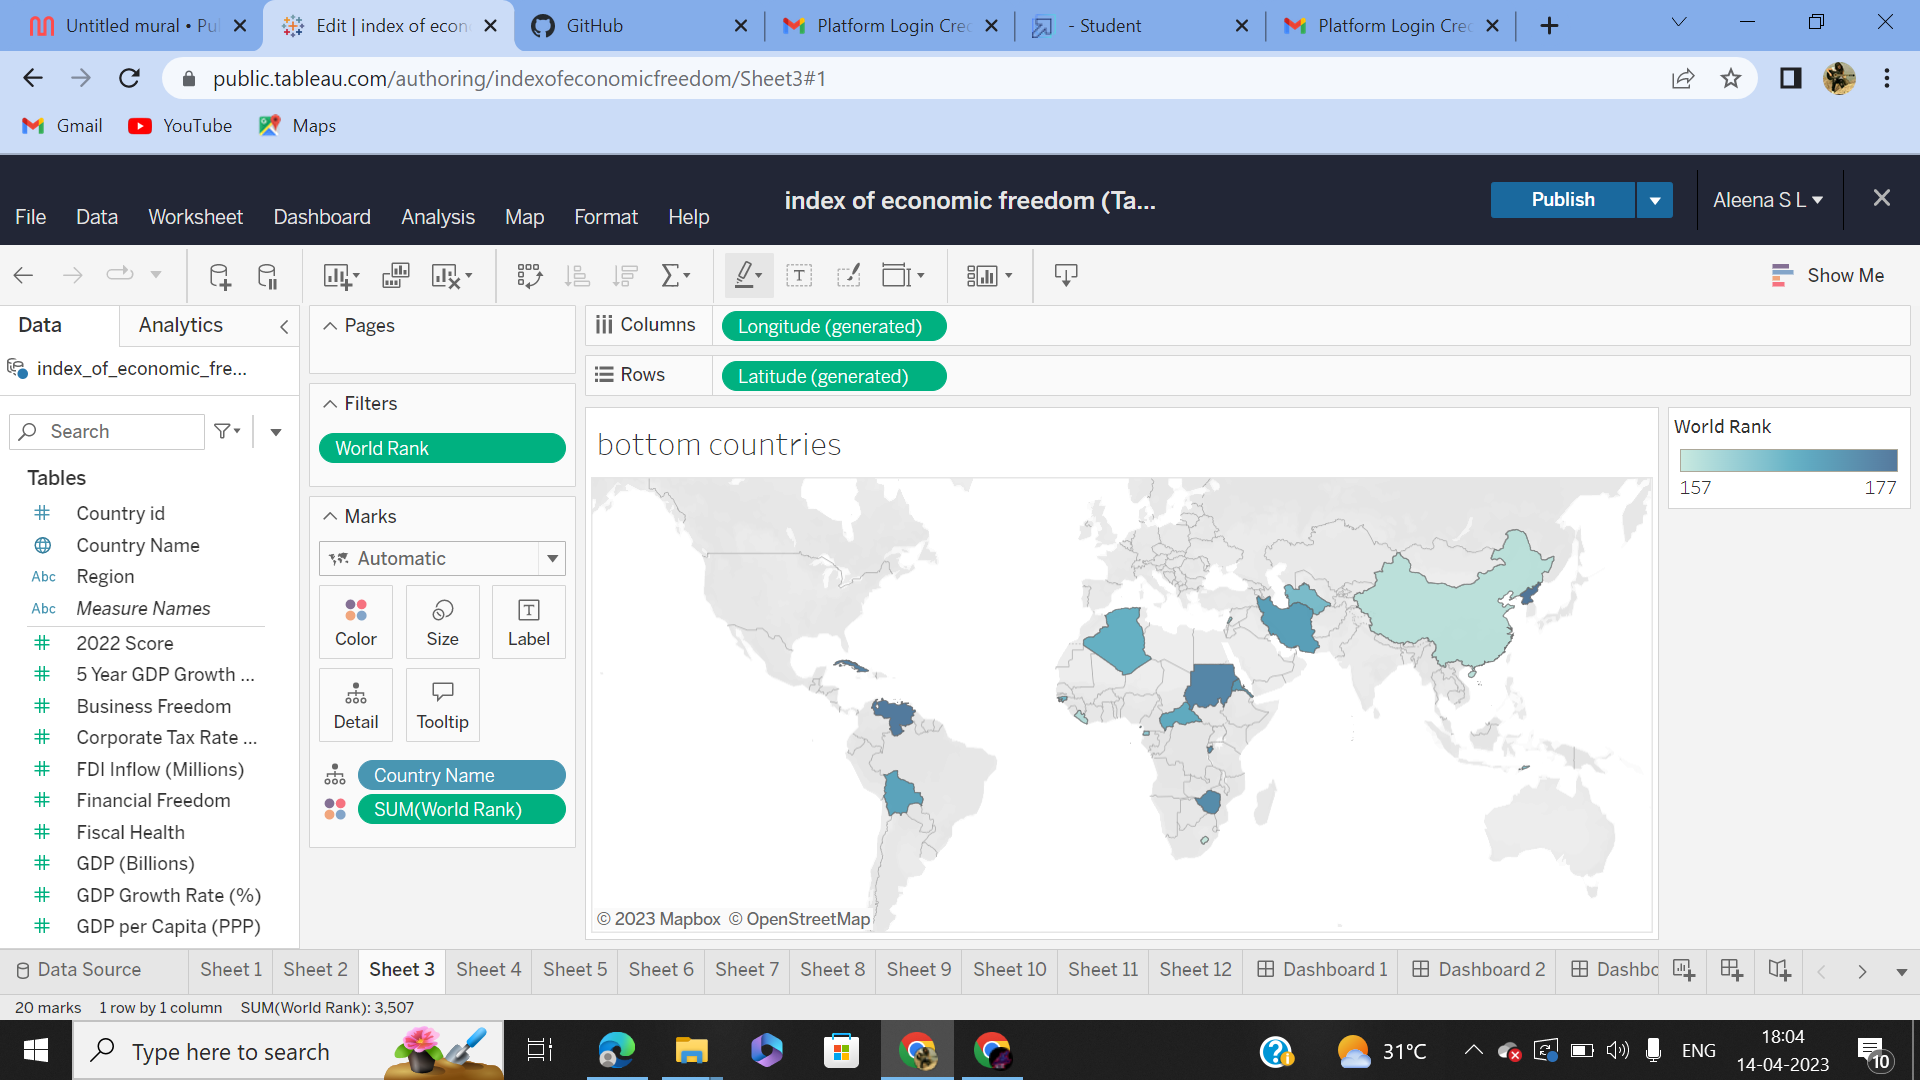 Untitled mural • Pu
Edit | index of econ
GitHub
Platform Login Cre
- Student
Platform Login Cre
public.tableau.com/authoring/indexofeconomicfreedom/Sheet3#1
Gmail
YouTube
Maps
index of economic freedom (Ta...
Publish
Aleena S L
File
Data
Worksheet
Dashboard
Analysis
Map
Format
Help
Show Me
Data
Analytics
Pages
Columns
Longitude (generated)
index_of_economic_fre...
Rows
Latitude (generated)
Filters
World Rank
Search
bottom countries
World Rank
157
177
Tables
Country id
Country Name
Abc Region
Abc Measure Names
2022 Score
5 Year GDP Growth ...
Business Freedom
Corporate Tax Rate ...
FDI Inflow (Millions)
Financial Freedom
Fiscal Health
GDP (Billions)
GDP Growth Rate (%)
GDP per Capita (PPP)
Marks
Automatic
Color
Size
Label
Detail
Tooltip
Country Name
SUM(World Rank)
© 2023 Mapbox © OpenStreetMap
Data Source
Sheet 1
Sheet 2
Sheet 3
Sheet 4
Sheet 5
Sheet 6
Sheet 7
Sheet 8
Sheet 9
Sheet 10
Sheet 11
Sheet 12
Dashboard 1
Dashboard 2
Dashbo
20 marks
1 row by 1 column
SUM(World Rank): 3,507
Type here to search
31°C
ENG
18:04
14-04-2023
10